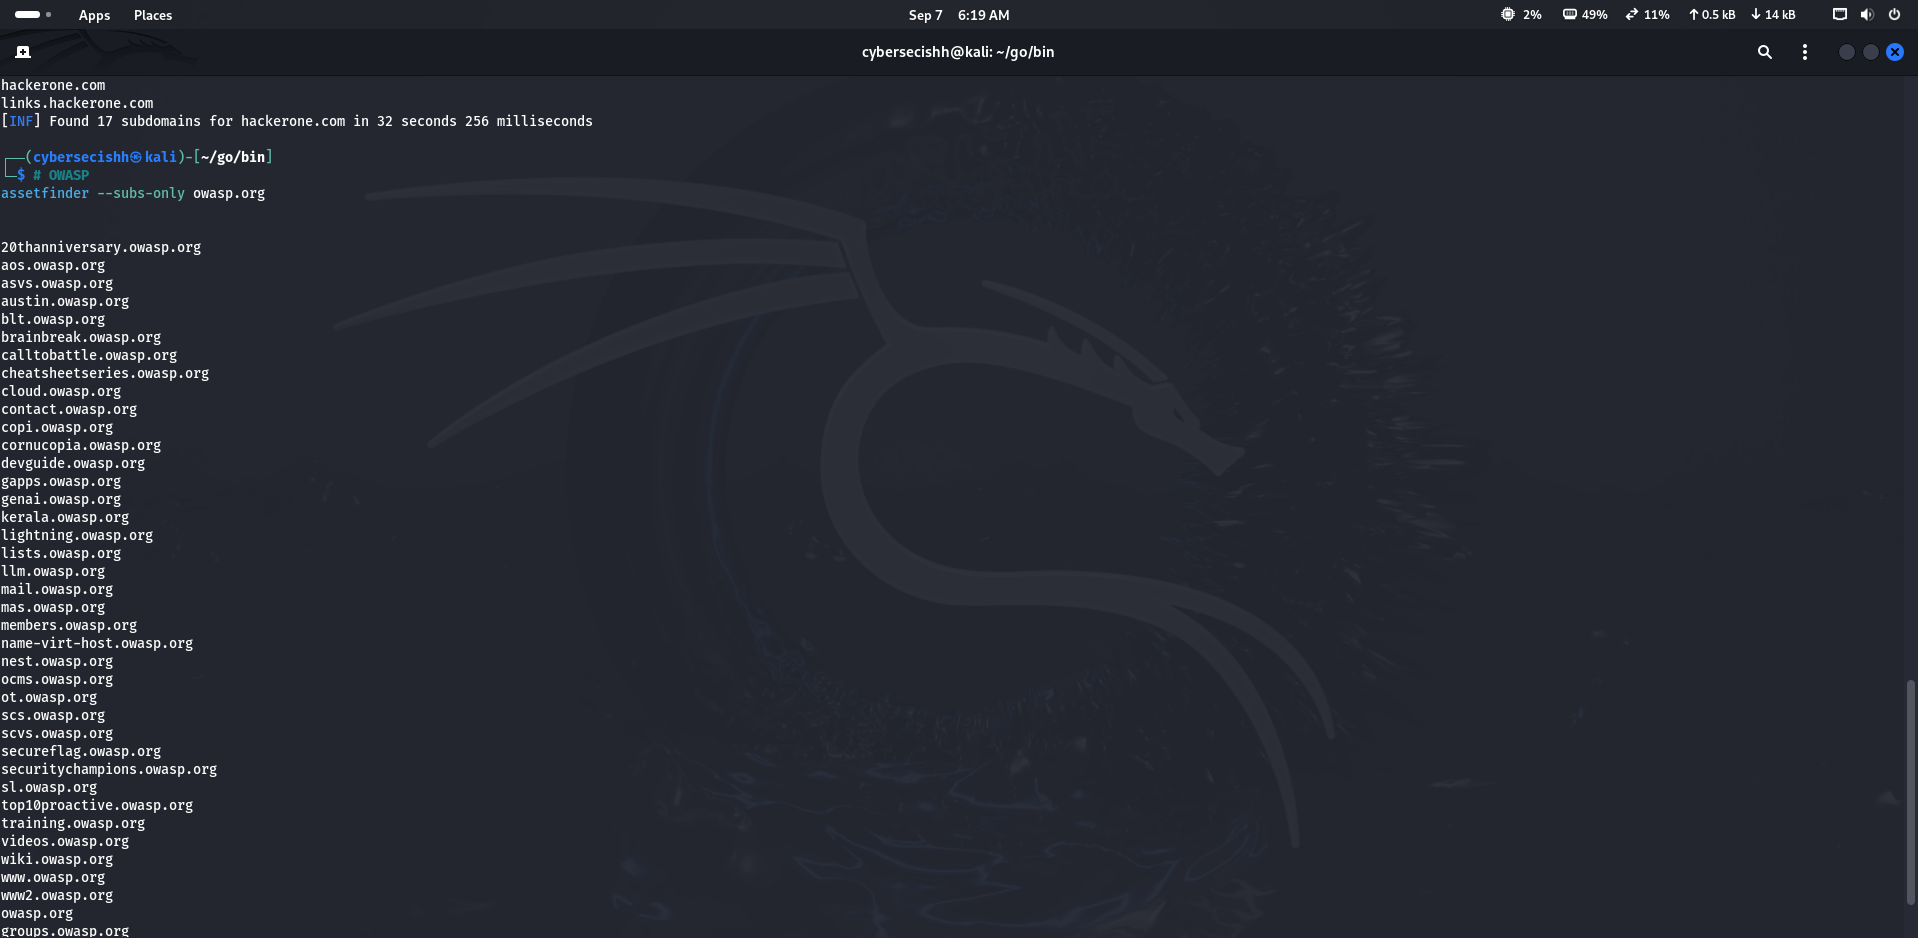 Apps Places Sep 7 6:19 AM 2% 49% 11% 0.5 kB 14 kB
cybersecishh@kali: ~/go/bin
hackerone.com
links.hackerone.com
[INF] Found 17 subdomains for hackerone.com in 32 seconds 256 milliseconds
┌──(cybersecishh㉿kali)-[~/go/bin]
└─$ # OWASP
assetfinder --subs-only owasp.org
20thanniversary.owasp.org
aos.owasp.org
asvs.owasp.org
austin.owasp.org
blt.owasp.org
brainbreak.owasp.org
calltobattle.owasp.org
cheatsheetseries.owasp.org
cloud.owasp.org
contact.owasp.org
copi.owasp.org
cornucopia.owasp.org
devguide.owasp.org
gapps.owasp.org
genai.owasp.org
kerala.owasp.org
lightning.owasp.org
lists.owasp.org
llm.owasp.org
mail.owasp.org
mas.owasp.org
members.owasp.org
name-virt-host.owasp.org
nest.owasp.org
ocms.owasp.org
ot.owasp.org
scs.owasp.org
scvs.owasp.org
secureflag.owasp.org
securitychampions.owasp.org
sl.owasp.org
top10proactive.owasp.org
training.owasp.org
videos.owasp.org
wiki.owasp.org
www.owasp.org
www2.owasp.org
owasp.org
groups.owasp.org